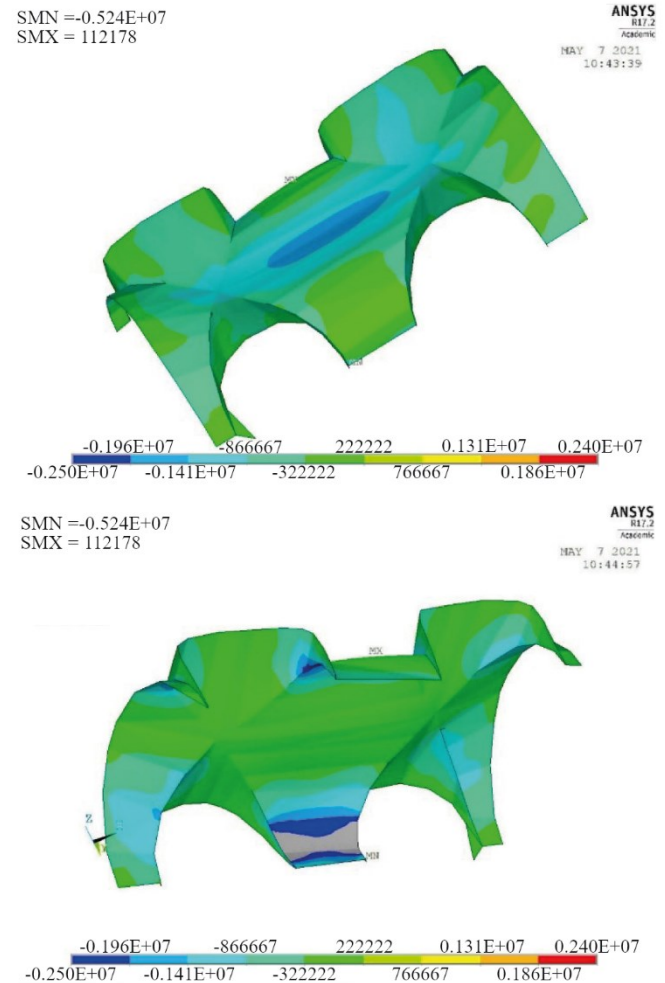 SMN =-0.524E+07
SMX = 112178
ANSYS
R17.2
Academic
MAY 7 2021
10:43:39
MX
MN
-0.196E+07 -866667 222222 0.131E+07 0.240E+07
-0.250E+07 -0.141E+07 -322222 766667 0.186E+07
SMN =-0.524E+07
SMX = 112178
ANSYS
R17.2
Academic
MAY 7 2021
10:44:57
MX
Z
MN
-0.196E+07 -866667 222222 0.131E+07 0.240E+07
-0.250E+07 -0.141E+07 -322222 766667 0.186E+07